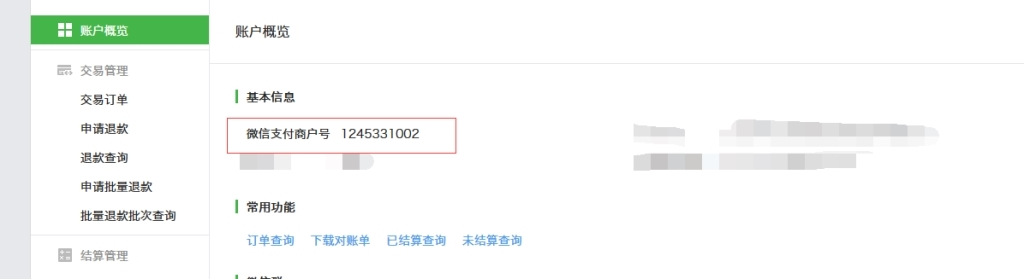 账户概览
交易管理
交易订单
申请退款
退款查询
申请批量退款
批量退款批次查询
结算管理
账户概览
基本信息
微信支付商户号 1245331002
常用功能
订单查询 下载对账单 已结算查询 未结算查询